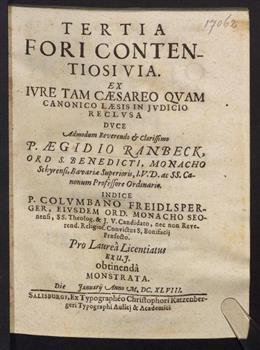 17062
TERTIA
FORI CONTEN-
TIOSI VIA.
EX
IVRE TAM CÆSAREO QVAM
CANONICO LÆSIS IN JVDICIO
RECLVSA
DVCE
Admodum Reverendo & Clarissimo
P. ÆGIDIO RANBECK,
ORD S. BENEDICTI, MONACHO
Schyrensi, Bavariæ Superioris, I.V.D. ac SS. Ca-
nonum Professore Ordinario.
INDICE
P. COLVMBANO FREIDLSPER-
GER, EIVSDEM ORD. MONACHO SEO-
nensi, SS. Theolog. & J. V. Candidato, nec non Reve-
rend. Religios. Convictus S. Bonifacij
Præfecto.
Pro Laureâ Licentiatus
Ex u. j.
obtinendâ
MONSTRATA.
Die Januarij Anno M, DC. XLVIII.
SALISBURGI, Ex Typographéo Christophori Katzenber-
geri Typographi Aulici & Academici